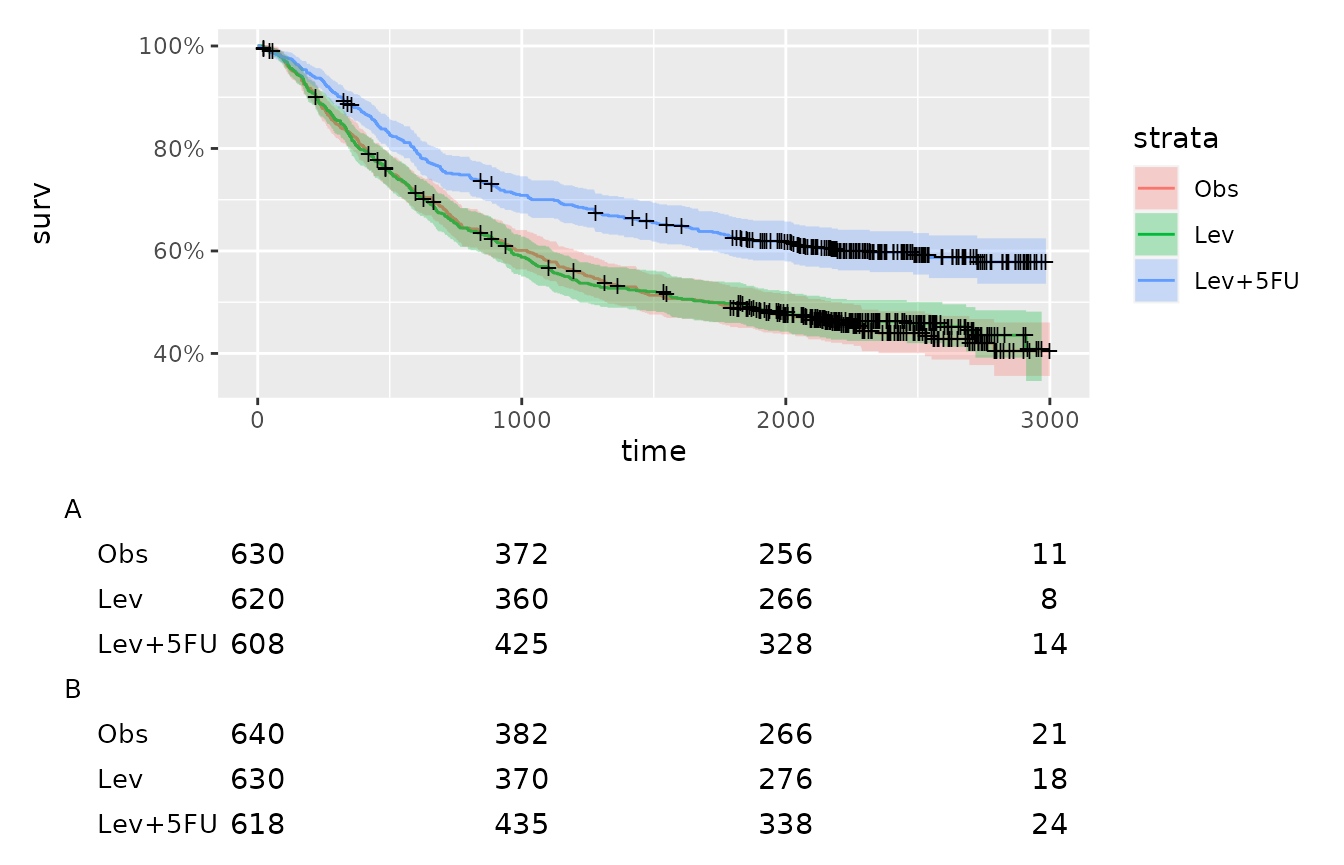 surv
100%
80%
60%
40%
0 1000 2000 3000
time
strata
Obs
Lev
Lev+5FU
A
Obs 630 372 256 11
Lev 620 360 266 8
Lev+5FU 608 425 328 14
B
Obs 640 382 266 21
Lev 630 370 276 18
Lev+5FU 618 435 338 24